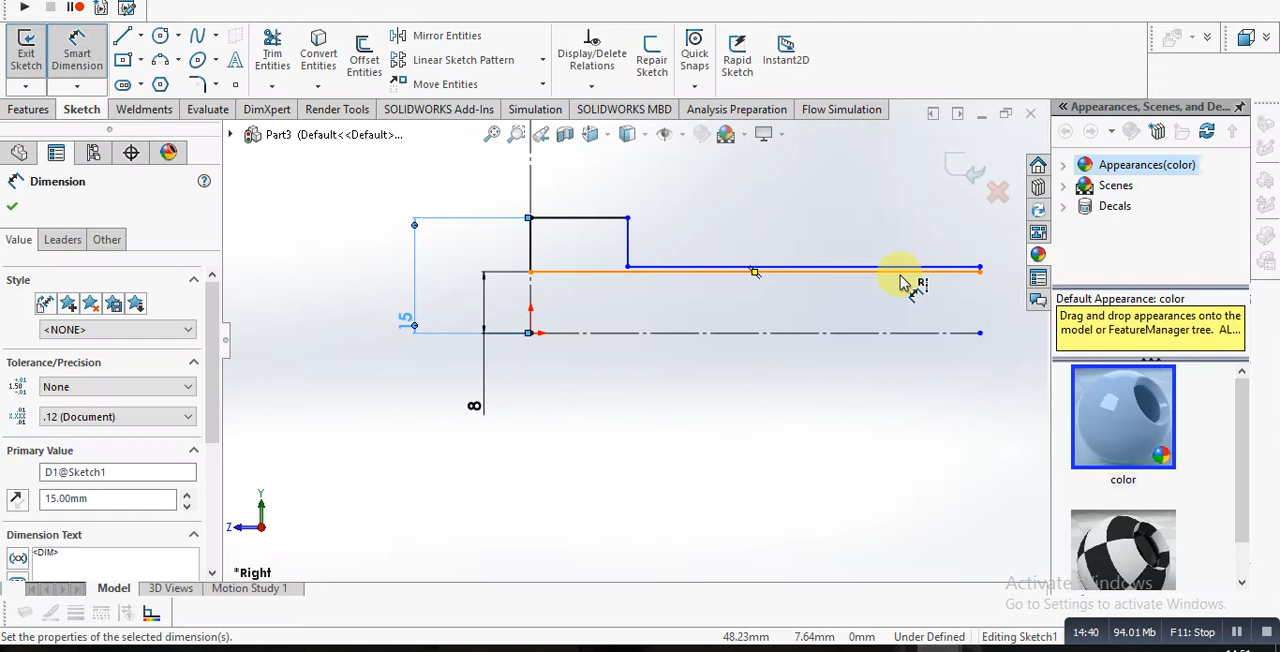 Exit Sketch
Smart Dimension
Trim Entities
Convert Entities
Offset Entities
Mirror Entities
Linear Sketch Pattern
Move Entities
Display/Delete Relations
Repair Sketch
Quick Snaps
Rapid Sketch
Instant2D
Features
Sketch
Weldments
Evaluate
DimXpert
Render Tools
SOLIDWORKS Add-Ins
Simulation
SOLIDWORKS MBD
Analysis Preparation
Flow Simulation
Appearances, Scenes, and De...
Part3 (Default<<Default>...
Appearances(color)
Scenes
Decals
Dimension
Value
Leaders
Other
Style
<NONE>
Tolerance/Precision
1.50
None
.12 (Document)
Primary Value
D1@Sketch1
15.00mm
Dimension Text
<DIM>
15
8
Y
Z
*Right
Default Appearance: color
Drag and drop appearances onto the
model or FeatureManager tree. AL...
color
Model
3D Views
Motion Study 1
Activate Windows
Go to Settings to activate Windows.
14:40
94.01 Mb
F11: Stop
Set the properties of the selected dimension(s).
48.23mm
7.64mm
0mm
Under Defined
Editing Sketch1